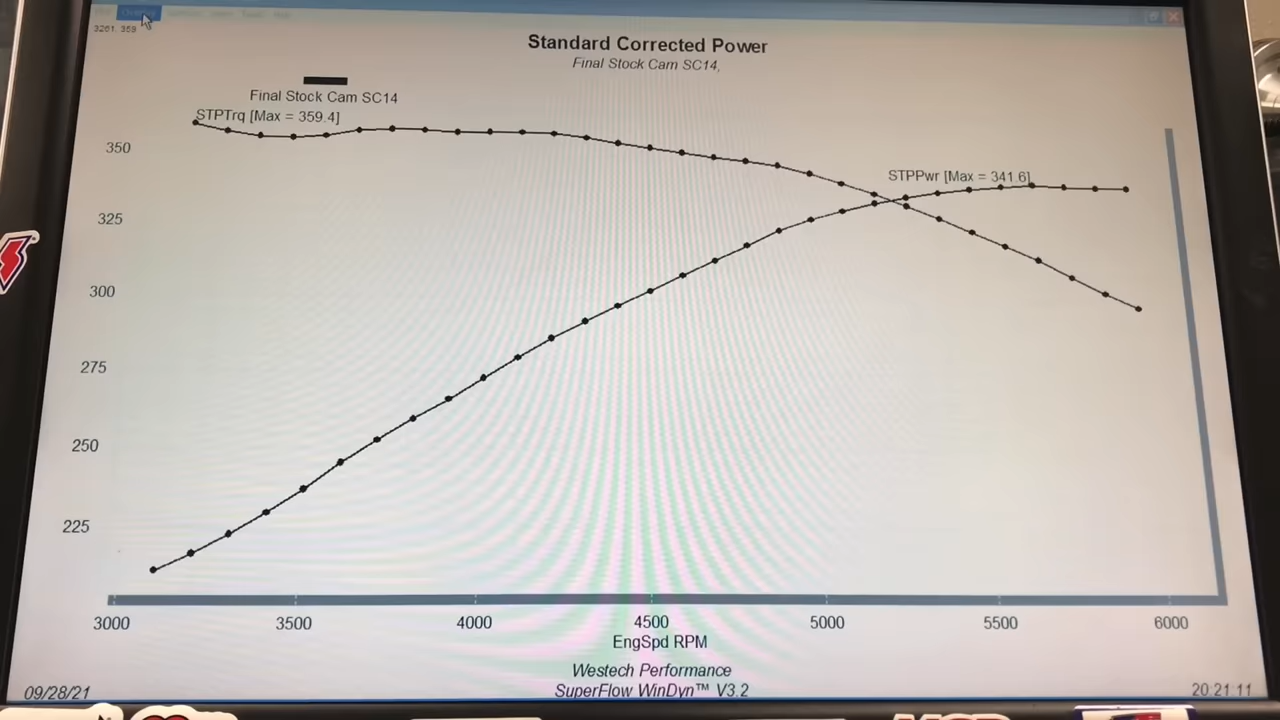 3261, 359
Standard Corrected Power
Final Stock Cam SC14,
Final Stock Cam SC14
STPTrq [Max = 359.4]
STPPwr [Max = 341.6]
350
325
300
275
250
225
3000 3500 4000 4500 5000 5500 6000
EngSpd RPM
Westech Performance
SuperFlow WinDyn™ V3.2
09/28/21
20:21:11